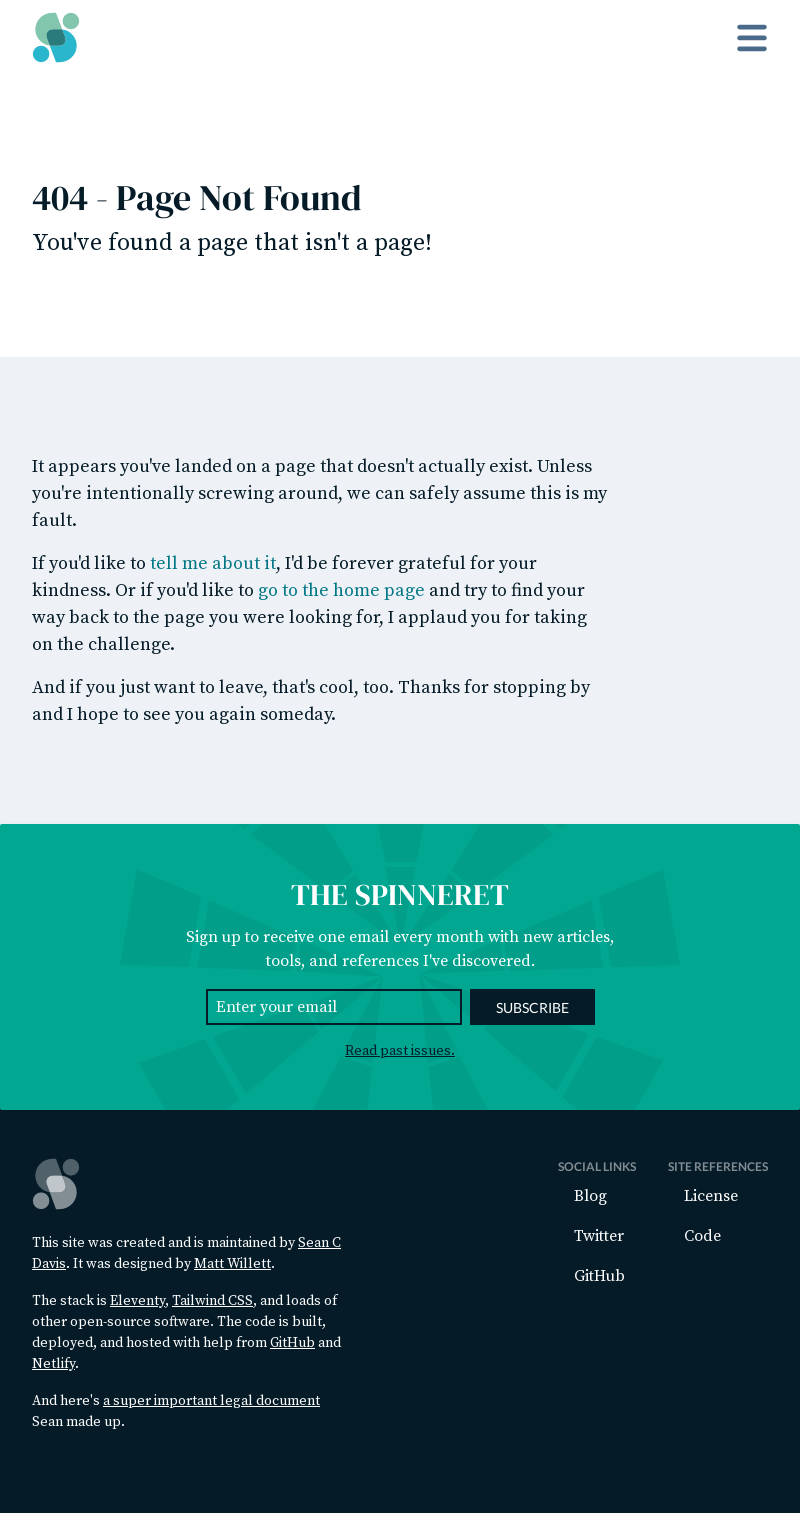 404 - Page Not Found
You've found a page that isn't a page!
It appears you've landed on a page that doesn't actually exist. Unless
you're intentionally screwing around, we can safely assume this is my
fault.
If you'd like to tell me about it, I'd be forever grateful for your
kindness. Or if you'd like to go to the home page and try to find your
way back to the page you were looking for, I applaud you for taking
on the challenge.
And if you just want to leave, that's cool, too. Thanks for stopping by
and I hope to see you again someday.
THE SPINNERET
Sign up to receive one email every month with new articles,
tools, and references I've discovered.
Enter your email
SUBSCRIBE
Read past issues.
This site was created and is maintained by Sean C
Davis. It was designed by Matt Willett.
The stack is Eleventy, Tailwind CSS, and loads of
other open-source software. The code is built,
deployed, and hosted with help from GitHub and
Netlify.
And here's a super important legal document
Sean made up.
SOCIAL LINKS
Blog
Twitter
GitHub
SITE REFERENCES
License
Code